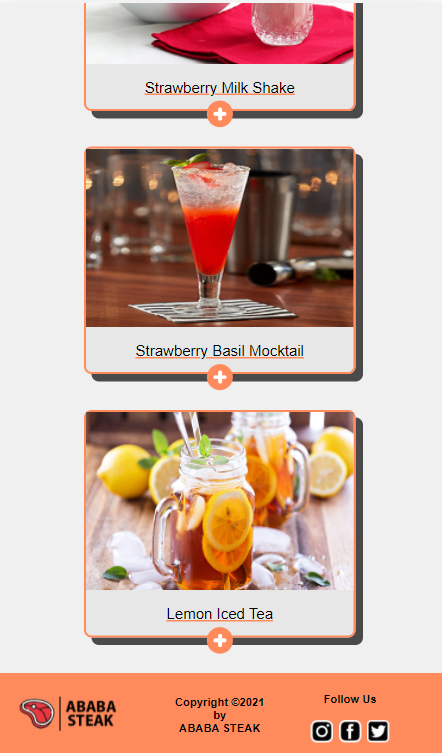 Strawberry Milk Shake
Strawberry Basil Mocktail
Lemon Iced Tea
ABABA
STEAK
Copyright ©2021
by
ABABA STEAK
Follow Us